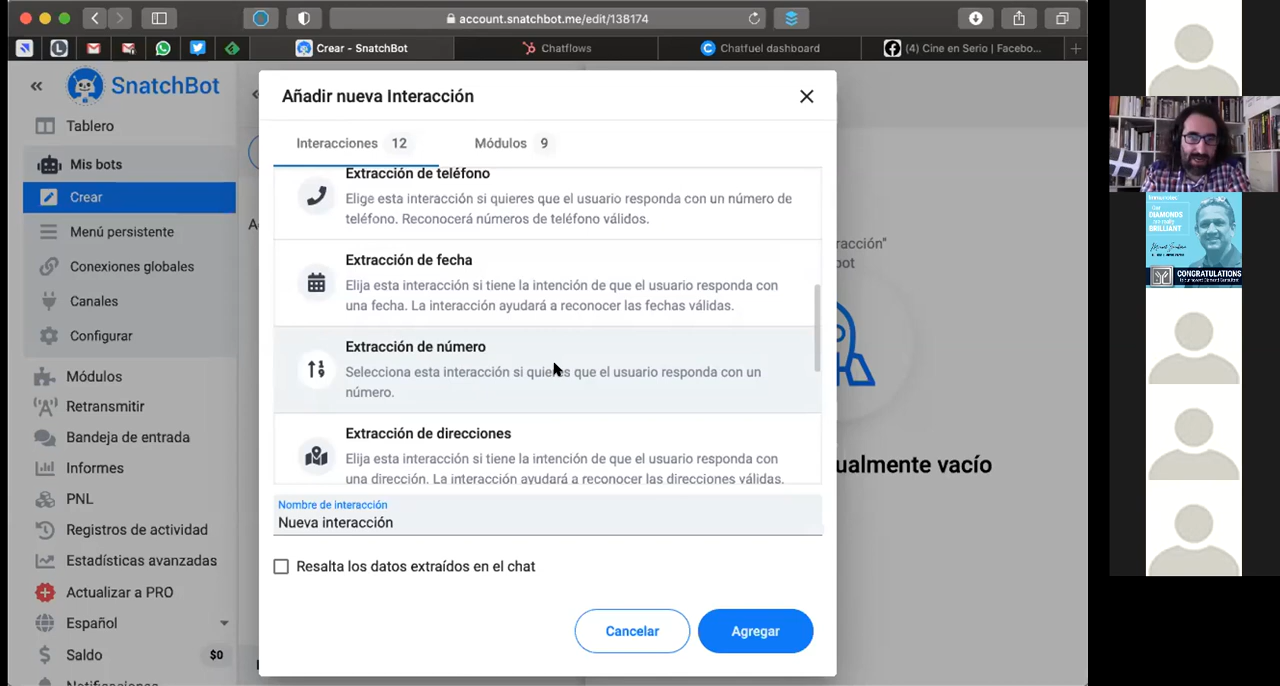 account.snatchbot.me/edit/138174
Crear - SnatchBot
Chatflows
Chatfuel dashboard
(4) Cine en Serio | Facebo...
SnatchBot
Tablero
Mis bots
Crear
Menú persistente
Conexiones globales
Canales
Configurar
Módulos
Retransmitir
Bandeja de entrada
Informes
PNL
Registros de actividad
Estadísticas avanzadas
Actualizar a PRO
Español
Saldo
$0
Notificaciones
Añadir nueva Interacción
Interacciones 12
Módulos 9
Extracción de teléfono
Elige esta interacción si quieres que el usuario responda con un número de
teléfono. Reconocerá números de teléfono válidos.
Extracción de fecha
Elija esta interacción si tiene la intención de que el usuario responda
con una fecha. La interacción ayudará a reconocer las fechas válidas.
Extracción de número
Selecciona esta interacción si quieres que el usuario responda con un
número.
Extracción de direcciones
Elija esta interacción si tiene la intención de que el usuario responda con
una dirección. La interacción ayudará a reconocer las direcciones válidas.
Nombre de interacción
Nueva interacción
Resalta los datos extraídos en el chat
Cancelar
Agregar
racción"
bot
ualmente vacío
Our
DIAMONDS
are really
BRILLIANT
CONGRATULATIONS